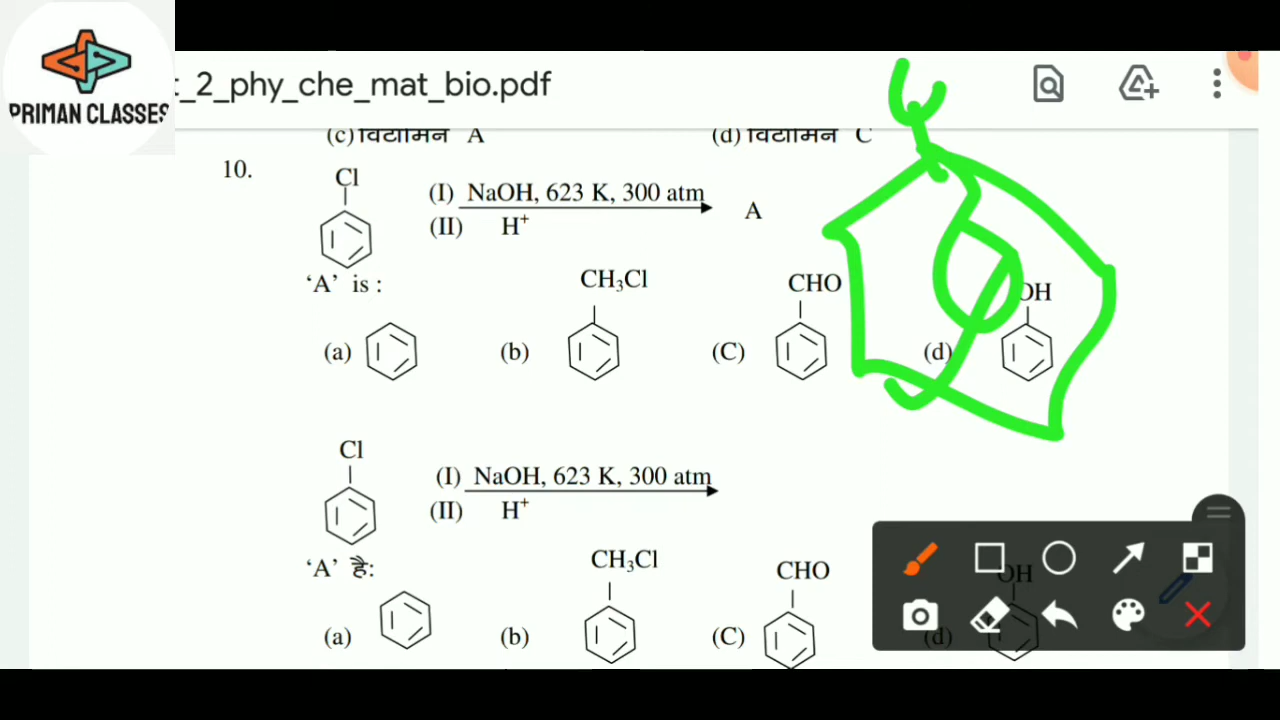 PRIMAN CLASSES
t_2_phy_che_mat_bio.pdf
(c) विटामिन A (d) विटामिन C
10. Cl
(I) NaOH, 623 K, 300 atm
A
(II) H⁺
'A' is :
CH₃Cl CHO OH
(a) (b) (C) (d)
Cl
(I) NaOH, 623 K, 300 atm
(II) H⁺
'A' है:
CH₃Cl CHO OH
(a) (b) (C) (d)